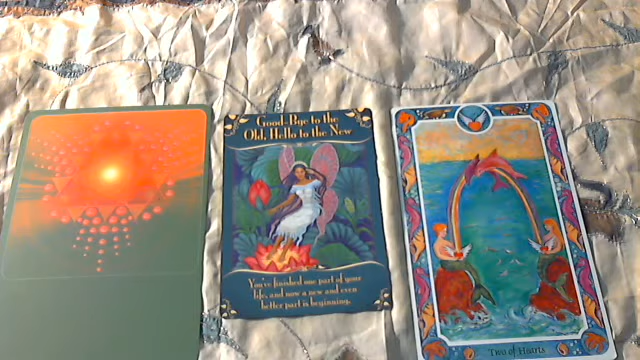 Good-Bye to the
Old, Hello to the New
You've finished one part of your
life, and now a new and even
better part is beginning.
Two of Hearts